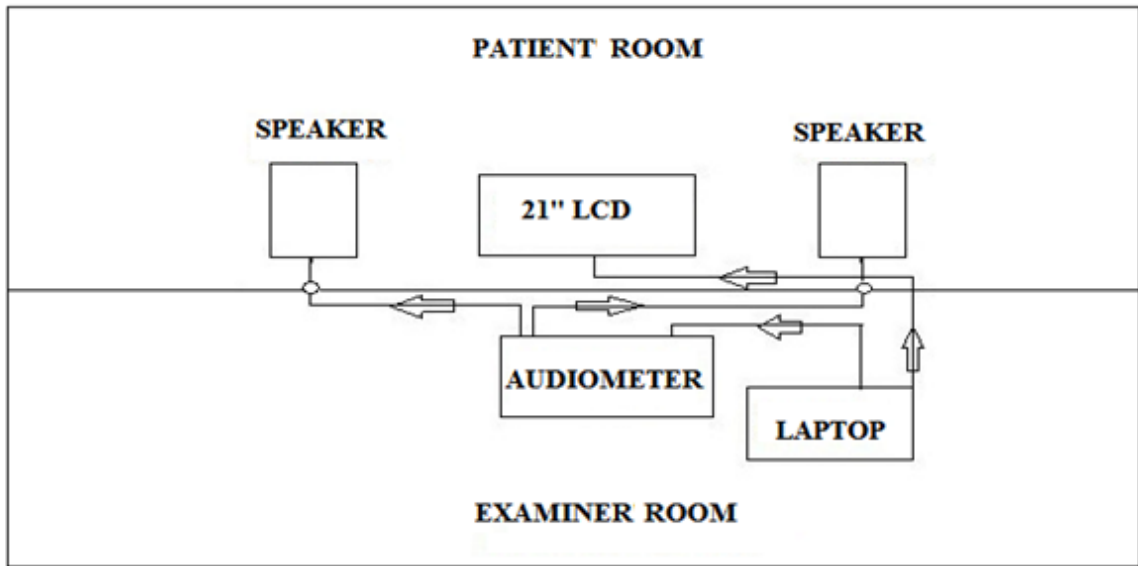 PATIENT ROOM
SPEAKER
SPEAKER
21" LCD
AUDIOMETER
LAPTOP
EXAMINER ROOM